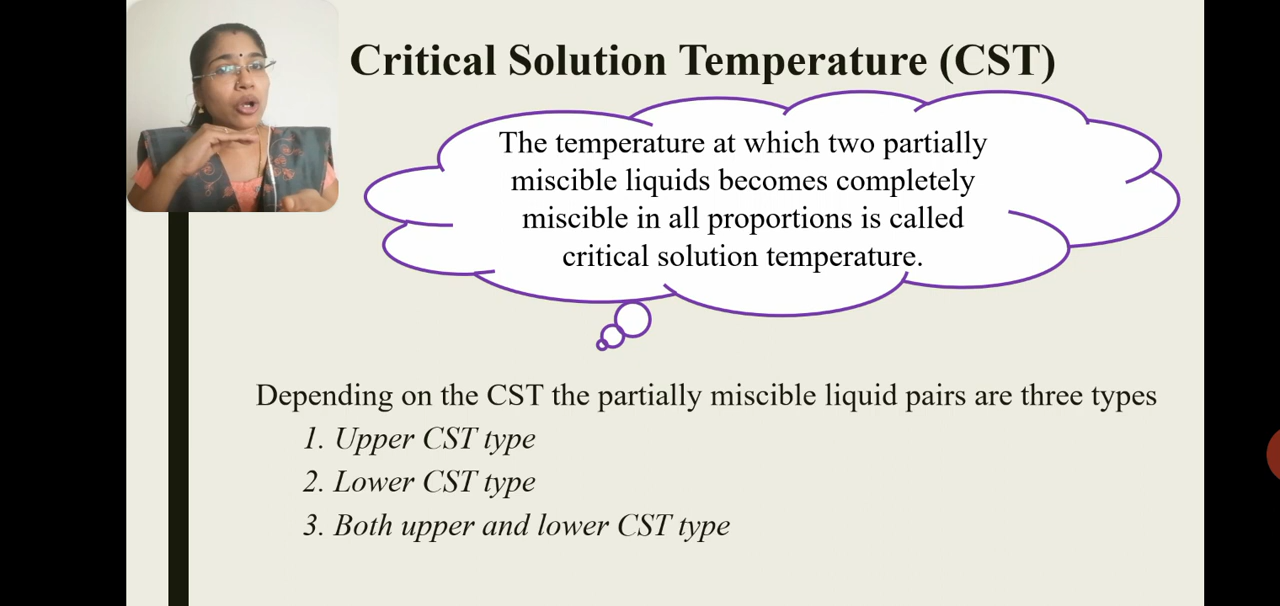 Critical Solution Temperature (CST)
The temperature at which two partially
miscible liquids becomes completely
miscible in all proportions is called
critical solution temperature.
Depending on the CST the partially miscible liquid pairs are three types
1. Upper CST type
2. Lower CST type
3. Both upper and lower CST type